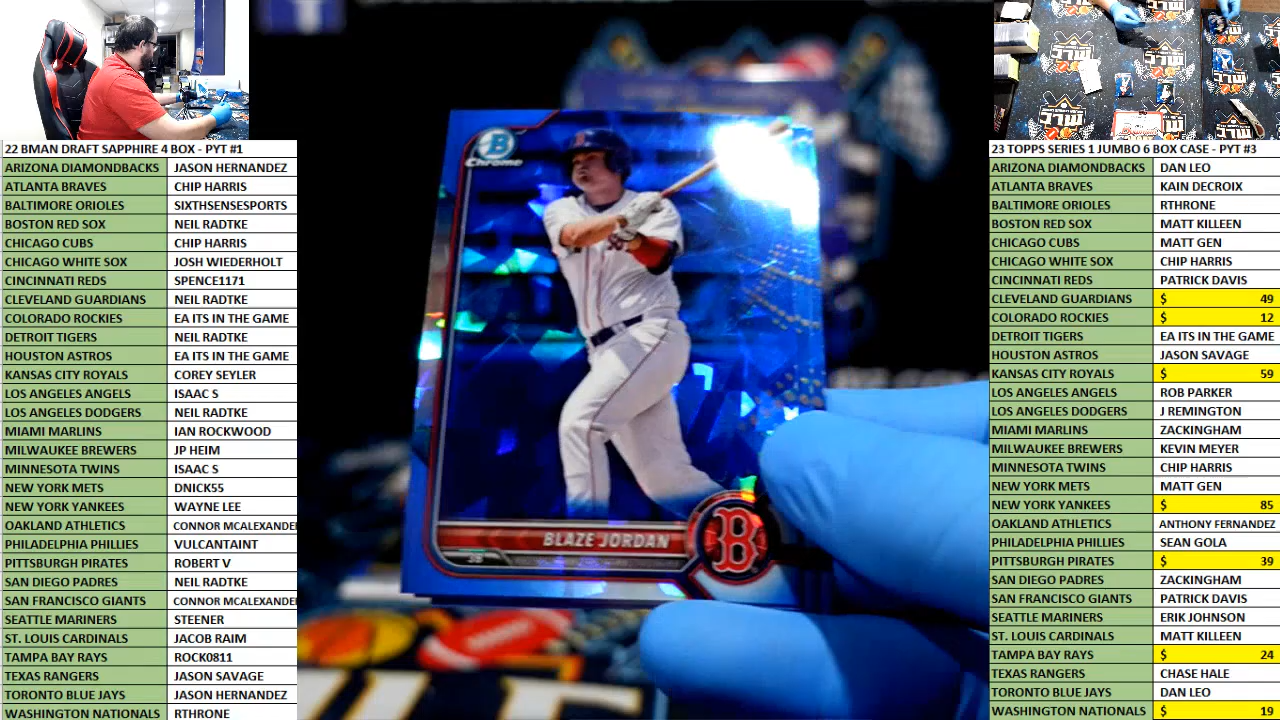 22 BMAN DRAFT SAPPHIRE 4 BOX - PYT #1
ARIZONA DIAMONDBACKS JASON HERNANDEZ
ATLANTA BRAVES CHIP HARRIS
BALTIMORE ORIOLES SIXTHSENSESPORTS
BOSTON RED SOX NEIL RADTKE
CHICAGO CUBS CHIP HARRIS
CHICAGO WHITE SOX JOSH WIEDERHOLT
CINCINNATI REDS SPENCE1171
CLEVELAND GUARDIANS NEIL RADTKE
COLORADO ROCKIES EA ITS IN THE GAME
DETROIT TIGERS NEIL RADTKE
HOUSTON ASTROS EA ITS IN THE GAME
KANSAS CITY ROYALS COREY SEYLER
LOS ANGELES ANGELS ISAAC S
LOS ANGELES DODGERS NEIL RADTKE
MIAMI MARLINS IAN ROCKWOOD
MILWAUKEE BREWERS JP HEIM
MINNESOTA TWINS ISAAC S
NEW YORK METS DNICK55
NEW YORK YANKEES WAYNE LEE
OAKLAND ATHLETICS CONNOR MCALEXANDE
PHILADELPHIA PHILLIES VULCANTAINT
PITTSBURGH PIRATES ROBERT V
SAN DIEGO PADRES NEIL RADTKE
SAN FRANCISCO GIANTS CONNOR MCALEXANDE
SEATTLE MARINERS STEENER
ST. LOUIS CARDINALS JACOB RAIM
TAMPA BAY RAYS ROCK0811
TEXAS RANGERS JASON SAVAGE
TORONTO BLUE JAYS JASON HERNANDEZ
WASHINGTON NATIONALS RTHRONE
B
Chrome
BLAZE JORDAN
3B
B
23 TOPPS SERIES 1 JUMBO 6 BOX CASE - PYT #3
ARIZONA DIAMONDBACKS DAN LEO
ATLANTA BRAVES KAIN DECROIX
BALTIMORE ORIOLES RTHRONE
BOSTON RED SOX MATT KILLEEN
CHICAGO CUBS MATT GEN
CHICAGO WHITE SOX CHIP HARRIS
CINCINNATI REDS PATRICK DAVIS
CLEVELAND GUARDIANS $ 49
COLORADO ROCKIES $ 12
DETROIT TIGERS EA ITS IN THE GAME
HOUSTON ASTROS JASON SAVAGE
KANSAS CITY ROYALS $ 59
LOS ANGELES ANGELS ROB PARKER
LOS ANGELES DODGERS J REMINGTON
MIAMI MARLINS ZACKINGHAM
MILWAUKEE BREWERS KEVIN MEYER
MINNESOTA TWINS CHIP HARRIS
NEW YORK METS MATT GEN
NEW YORK YANKEES $ 85
OAKLAND ATHLETICS ANTHONY FERNANDEZ
PHILADELPHIA PHILLIES SEAN GOLA
PITTSBURGH PIRATES $ 39
SAN DIEGO PADRES ZACKINGHAM
SAN FRANCISCO GIANTS PATRICK DAVIS
SEATTLE MARINERS ERIK JOHNSON
ST. LOUIS CARDINALS MATT KILLEEN
TAMPA BAY RAYS $ 24
TEXAS RANGERS CHASE HALE
TORONTO BLUE JAYS DAN LEO
WASHINGTON NATIONALS $ 19